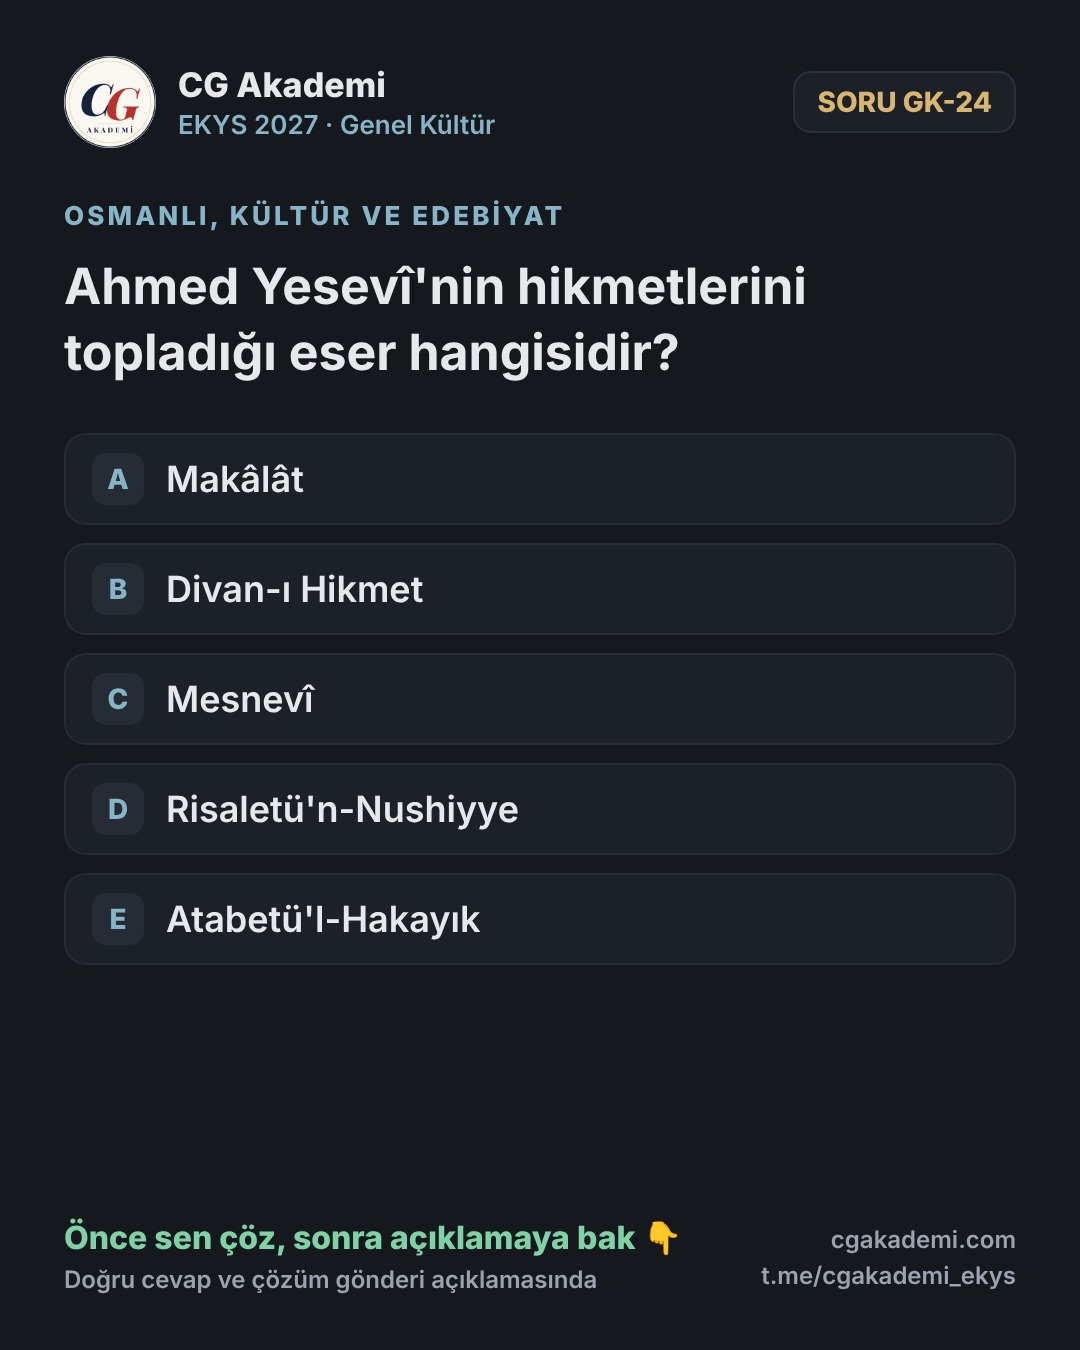 CG
AKADEMİ
CG Akademi
EKYS 2027 · Genel Kültür
SORU GK-24
OSMANLI, KÜLTÜR VE EDEBİYAT
Ahmed Yesevî'nin hikmetlerini
topladığı eser hangisidir?
A Makâlât
B Divan-ı Hikmet
C Mesnevî
D Risaletü'n-Nushiyye
E Atabetü'l-Hakayık
Önce sen çöz, sonra açıklamaya bak 👇
Doğru cevap ve çözüm gönderi açıklamasında
cgakademi.com
t.me/cgakademi_ekys